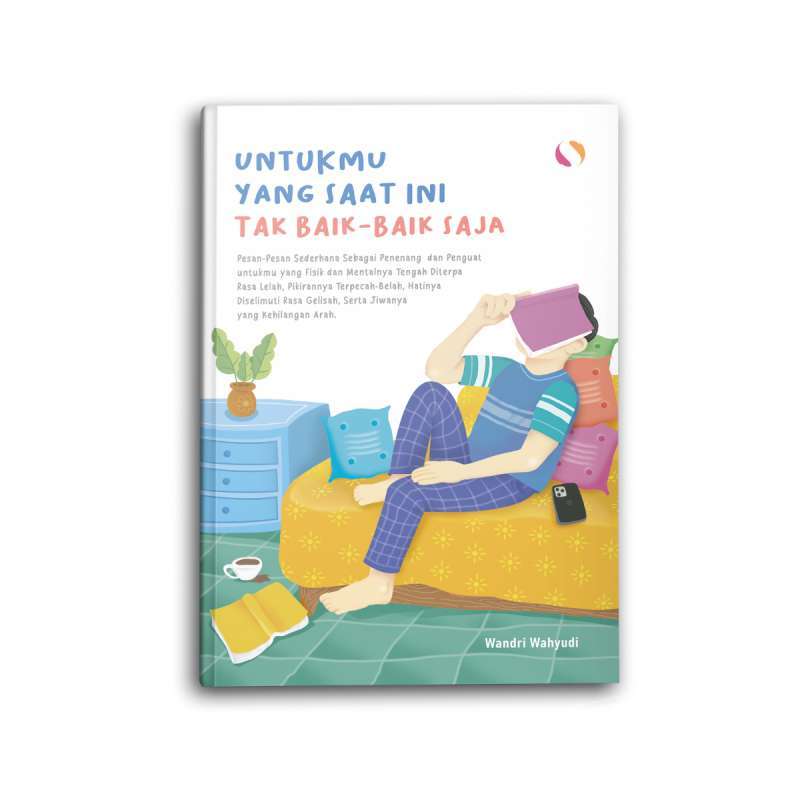 UNTUKMU
YANG SAAT INI
TAK BAIK-BAIK SAJA
Pesan-Pesan Sederhana Sebagai Penenang dan Penguat
untukmu yang Fisik dan Mentalnya Tengah Diterpa
Rasa Lelah, Pikirannya Terpecah-Belah, Hatinya
Diselimuti Rasa Gelisah, Serta Jiwanya
yang Kehilangan Arah.
Wandri Wahyudi